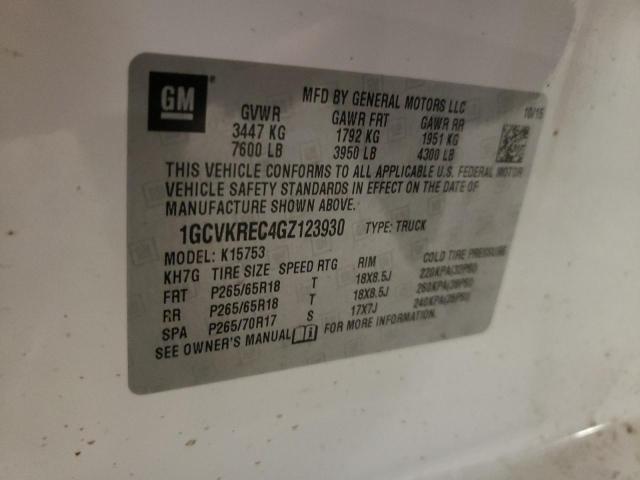 GM
MFD BY GENERAL MOTORS LLC
10/15
GVWR GAWR FRT GAWR RR
3447 KG 1792 KG 1951 KG
7600 LB 3950 LB 4300 LB
THIS VEHICLE CONFORMS TO ALL APPLICABLE U.S. FEDERAL MOTOR
VEHICLE SAFETY STANDARDS IN EFFECT ON THE DATE OF
MANUFACTURE SHOWN ABOVE.
1GCVKREC4GZ123930 TYPE: TRUCK
MODEL: K15753
KH7G TIRE SIZE SPEED RTG RIM COLD TIRE PRESSURE
FRT P265/65R18 T 18X8.5J 220KPA(32PSI)
RR P265/65R18 T 18X8.5J
SPA P265/70R17 S 17X7J
SEE OWNER'S MANUAL FOR MORE INFORMATION.